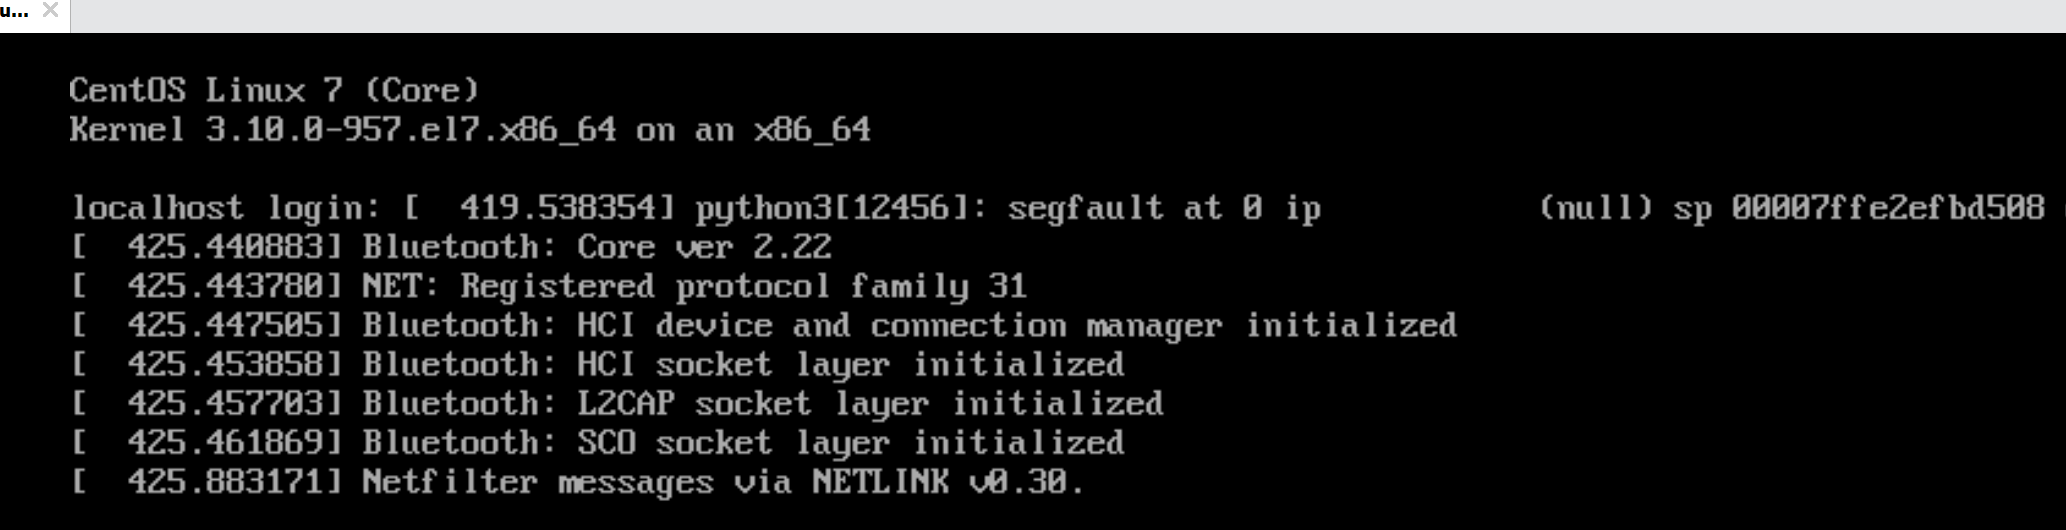 u...
CentOS Linux 7 (Core)
Kernel 3.10.0-957.el7.x86_64 on an x86_64
localhost login: [  419.538354] python3[12456]: segfault at 0 ip           (null) sp 00007ffe2efbd508
[  425.440883] Bluetooth: Core ver 2.22
[  425.443780] NET: Registered protocol family 31
[  425.447505] Bluetooth: HCI device and connection manager initialized
[  425.453858] Bluetooth: HCI socket layer initialized
[  425.457703] Bluetooth: L2CAP socket layer initialized
[  425.461869] Bluetooth: SCO socket layer initialized
[  425.883171] Netfilter messages via NETLINK v0.30.